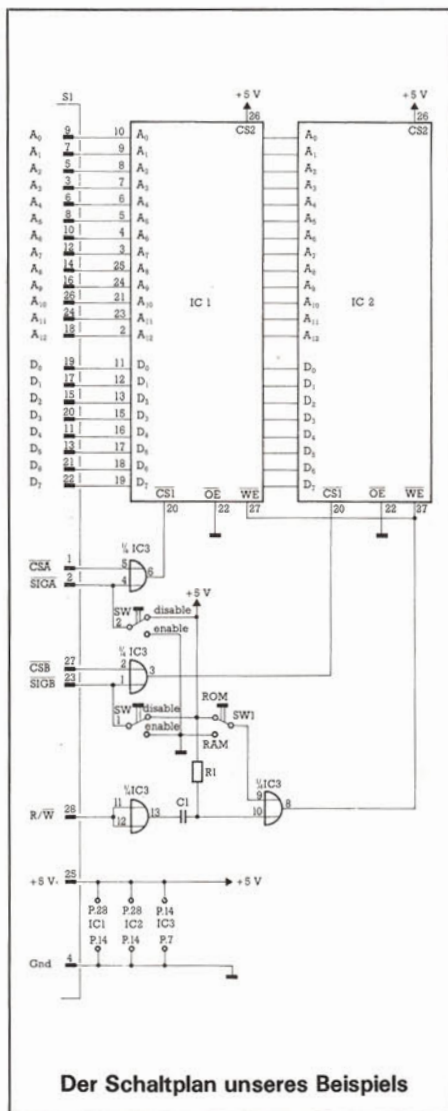 +5 V
+5 V
S1
26
26
CS2
CS2
A0 9 10 A0 A0
A1 7 9 A1 A1
A2 5 8 A2 A2
A3 3 7 A3 A3
A4 6 6 A4 A4
A5 8 5 A5 A5
A6 10 4 A6 A6
A7 12 3 A7 A7
A8 14 25 A8 A8
A9 16 24 A9 A9
A10 26 21 A10 IC 1 A10 IC 2
A11 24 23 A11 A11
A12 18 2 A12 A12
D0 19 11 D0 D0
D1 17 12 D1 D1
D2 15 13 D2 D2
D3 20 15 D3 D3
D4 11 16 D4 D4
D5 13 17 D5 D5
D6 21 18 D6 D6
D7 22 19 D7 D7
CS1 OE WE CS1 OE WE
20 22 27 20 22 27
¼ IC3
CSA 1 5
SIGA 2 4 6
+5 V
SW 2 disable
enable
¼ IC3
CSB 27 2
SIGB 23 1 3
ROM
SW 1 disable SW1
enable RAM
R1
¼IC3 ¼IC3
R/W 28 11 12 13 C1 9 10 8
+5 V 25 +5 V
P.28 P.28 P.14
IC1 IC2 IC3
P.14 P.14 P.7
Gnd 4
Der Schaltplan unseres Beispiels